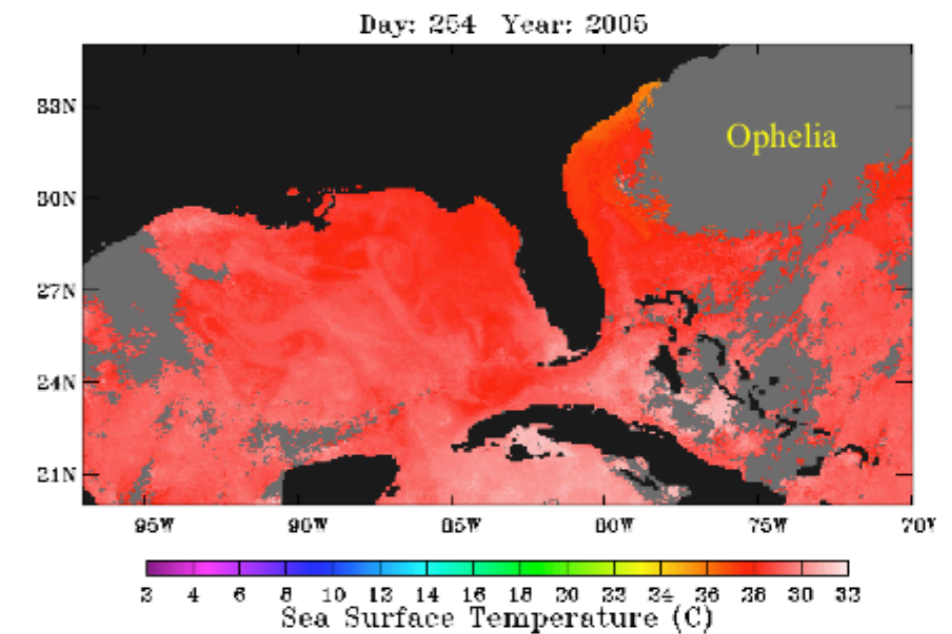 Day: 254 Year: 2005
33N
Ophelia
30N
27N
24N
21N
95W 90W 85W 80W 75W 70W
2 4 6 8 10 12 14 16 18 20 22 24 26 28 30 32
Sea Surface Temperature (C)